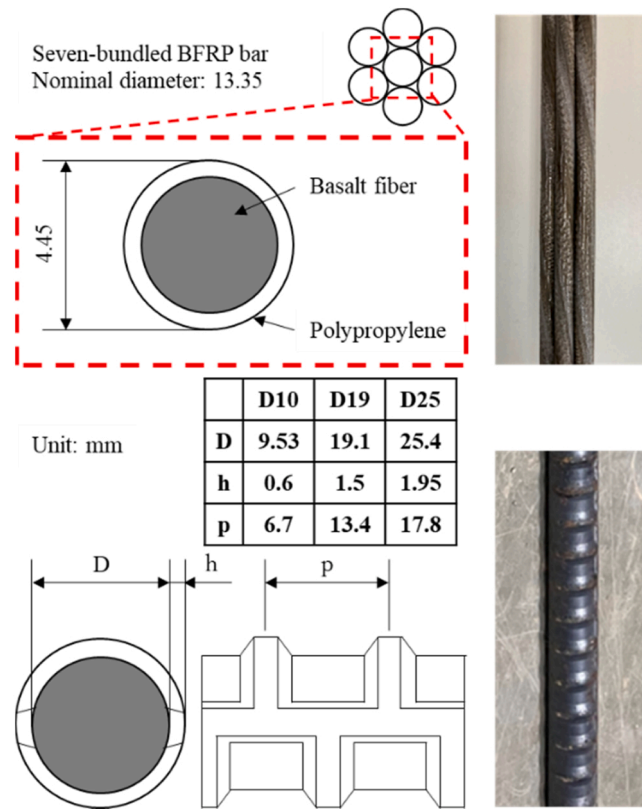 Seven-bundled BFRP bar
Nominal diameter: 13.35
Basalt fiber
4.45
Polypropylene
Unit: mm
D10 D19 D25
D 9.53 19.1 25.4
h 0.6 1.5 1.95
p 6.7 13.4 17.8
D h p